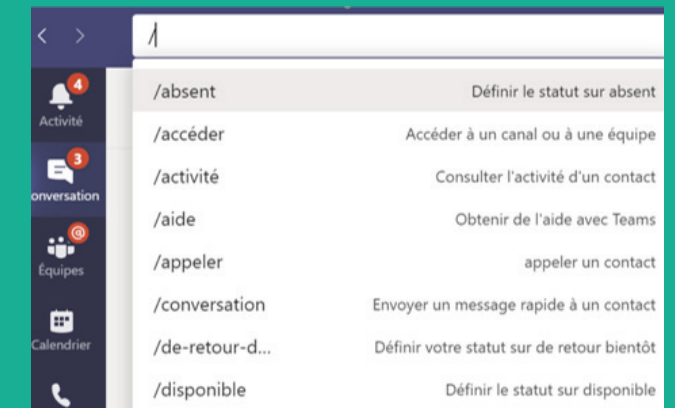 /
/absent Définir le statut sur absent
4
Activité
/accéder Accéder à un canal ou à une équipe
3
onversation
/activité Consulter l'activité d'un contact
/aide Obtenir de l'aide avec Teams
@
Équipes
/appeler appeler un contact
/conversation Envoyer un message rapide à un contact
Calendrier
/de-retour-d... Définir votre statut sur de retour bientôt
/disponible Définir le statut sur disponible